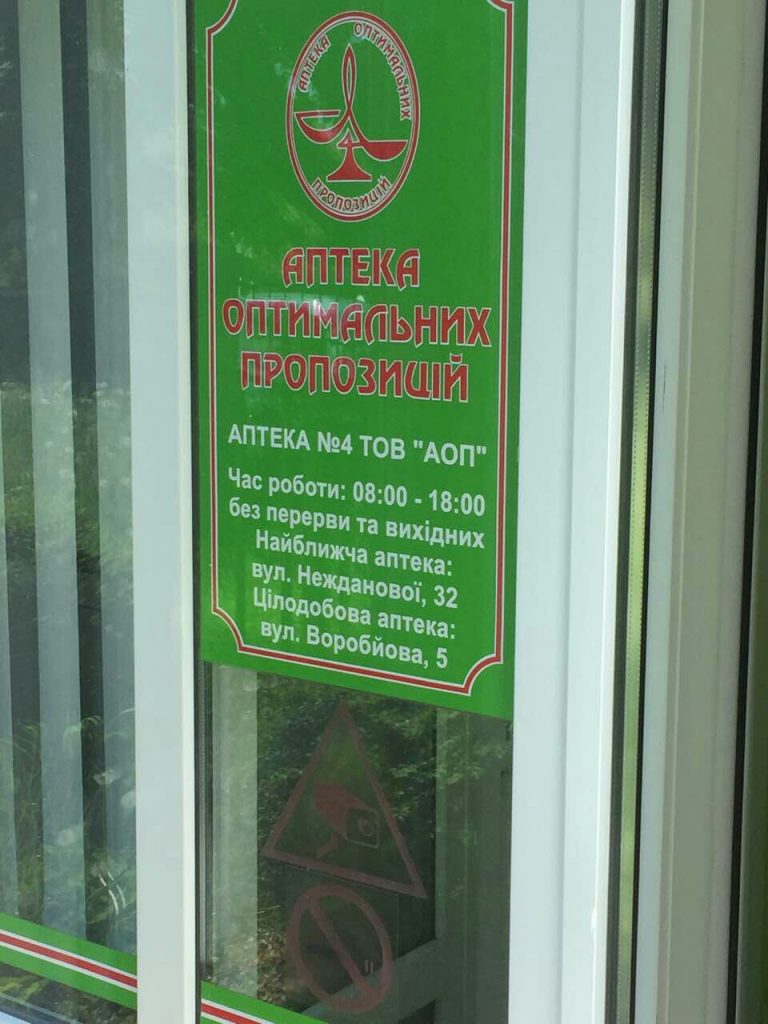 АПТЕКА ОПТИМАЛЬНИХ
ПРОПОЗИЦІЙ
АПТЕКА
ОПТИМАЛЬНИХ
ПРОПОЗИЦІЙ
АПТЕКА №4 ТОВ "АОП"
Час роботи: 08:00 - 18:00
без перерви та вихідних
Найближча аптека:
вул. Нежданової, 32
Цілодобова аптека:
вул. Воробйова, 5